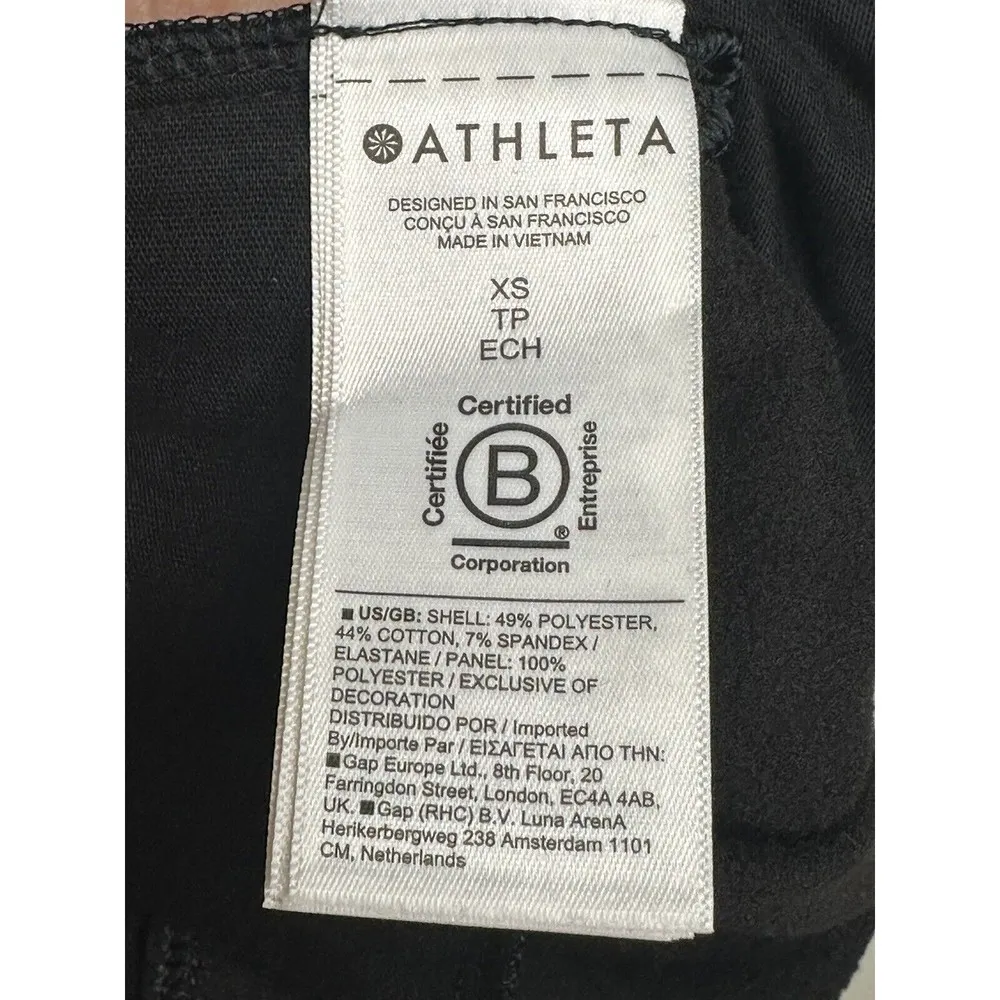 ATHLETA
DESIGNED IN SAN FRANCISCO
CONÇU À SAN FRANCISCO
MADE IN VIETNAM
XS
TP
ECH
Certified
Certifiée
B
Entreprise
®
Corporation
US/GB: SHELL: 49% POLYESTER,
44% COTTON, 7% SPANDEX /
ELASTANE / PANEL: 100%
POLYESTER / EXCLUSIVE OF
DECORATION
DISTRIBUIDO POR / Imported
By/Importe Par / ΕΙΣΑΓΕΤΑΙ ΑΠΟ ΤΗΝ:
Gap Europe Ltd., 8th Floor, 20
Farringdon Street, London, EC4A 4AB,
UK. Gap (RHC) B.V. Luna ArenA
Herikerbergweg 238 Amsterdam 1101
CM, Netherlands